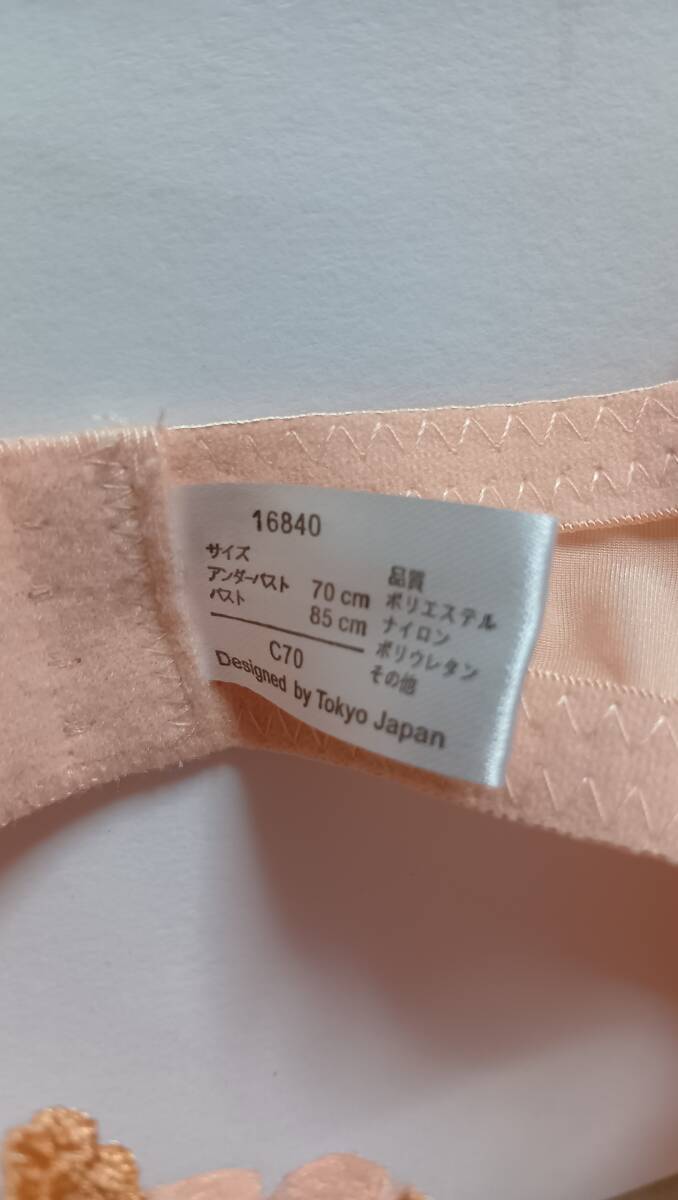 16840
サイズ
アンダーバスト 70 cm
バスト 85 cm
C70
品質
ポリエステル
ナイロン
ポリウレタン
その他
Designed by Tokyo Japan